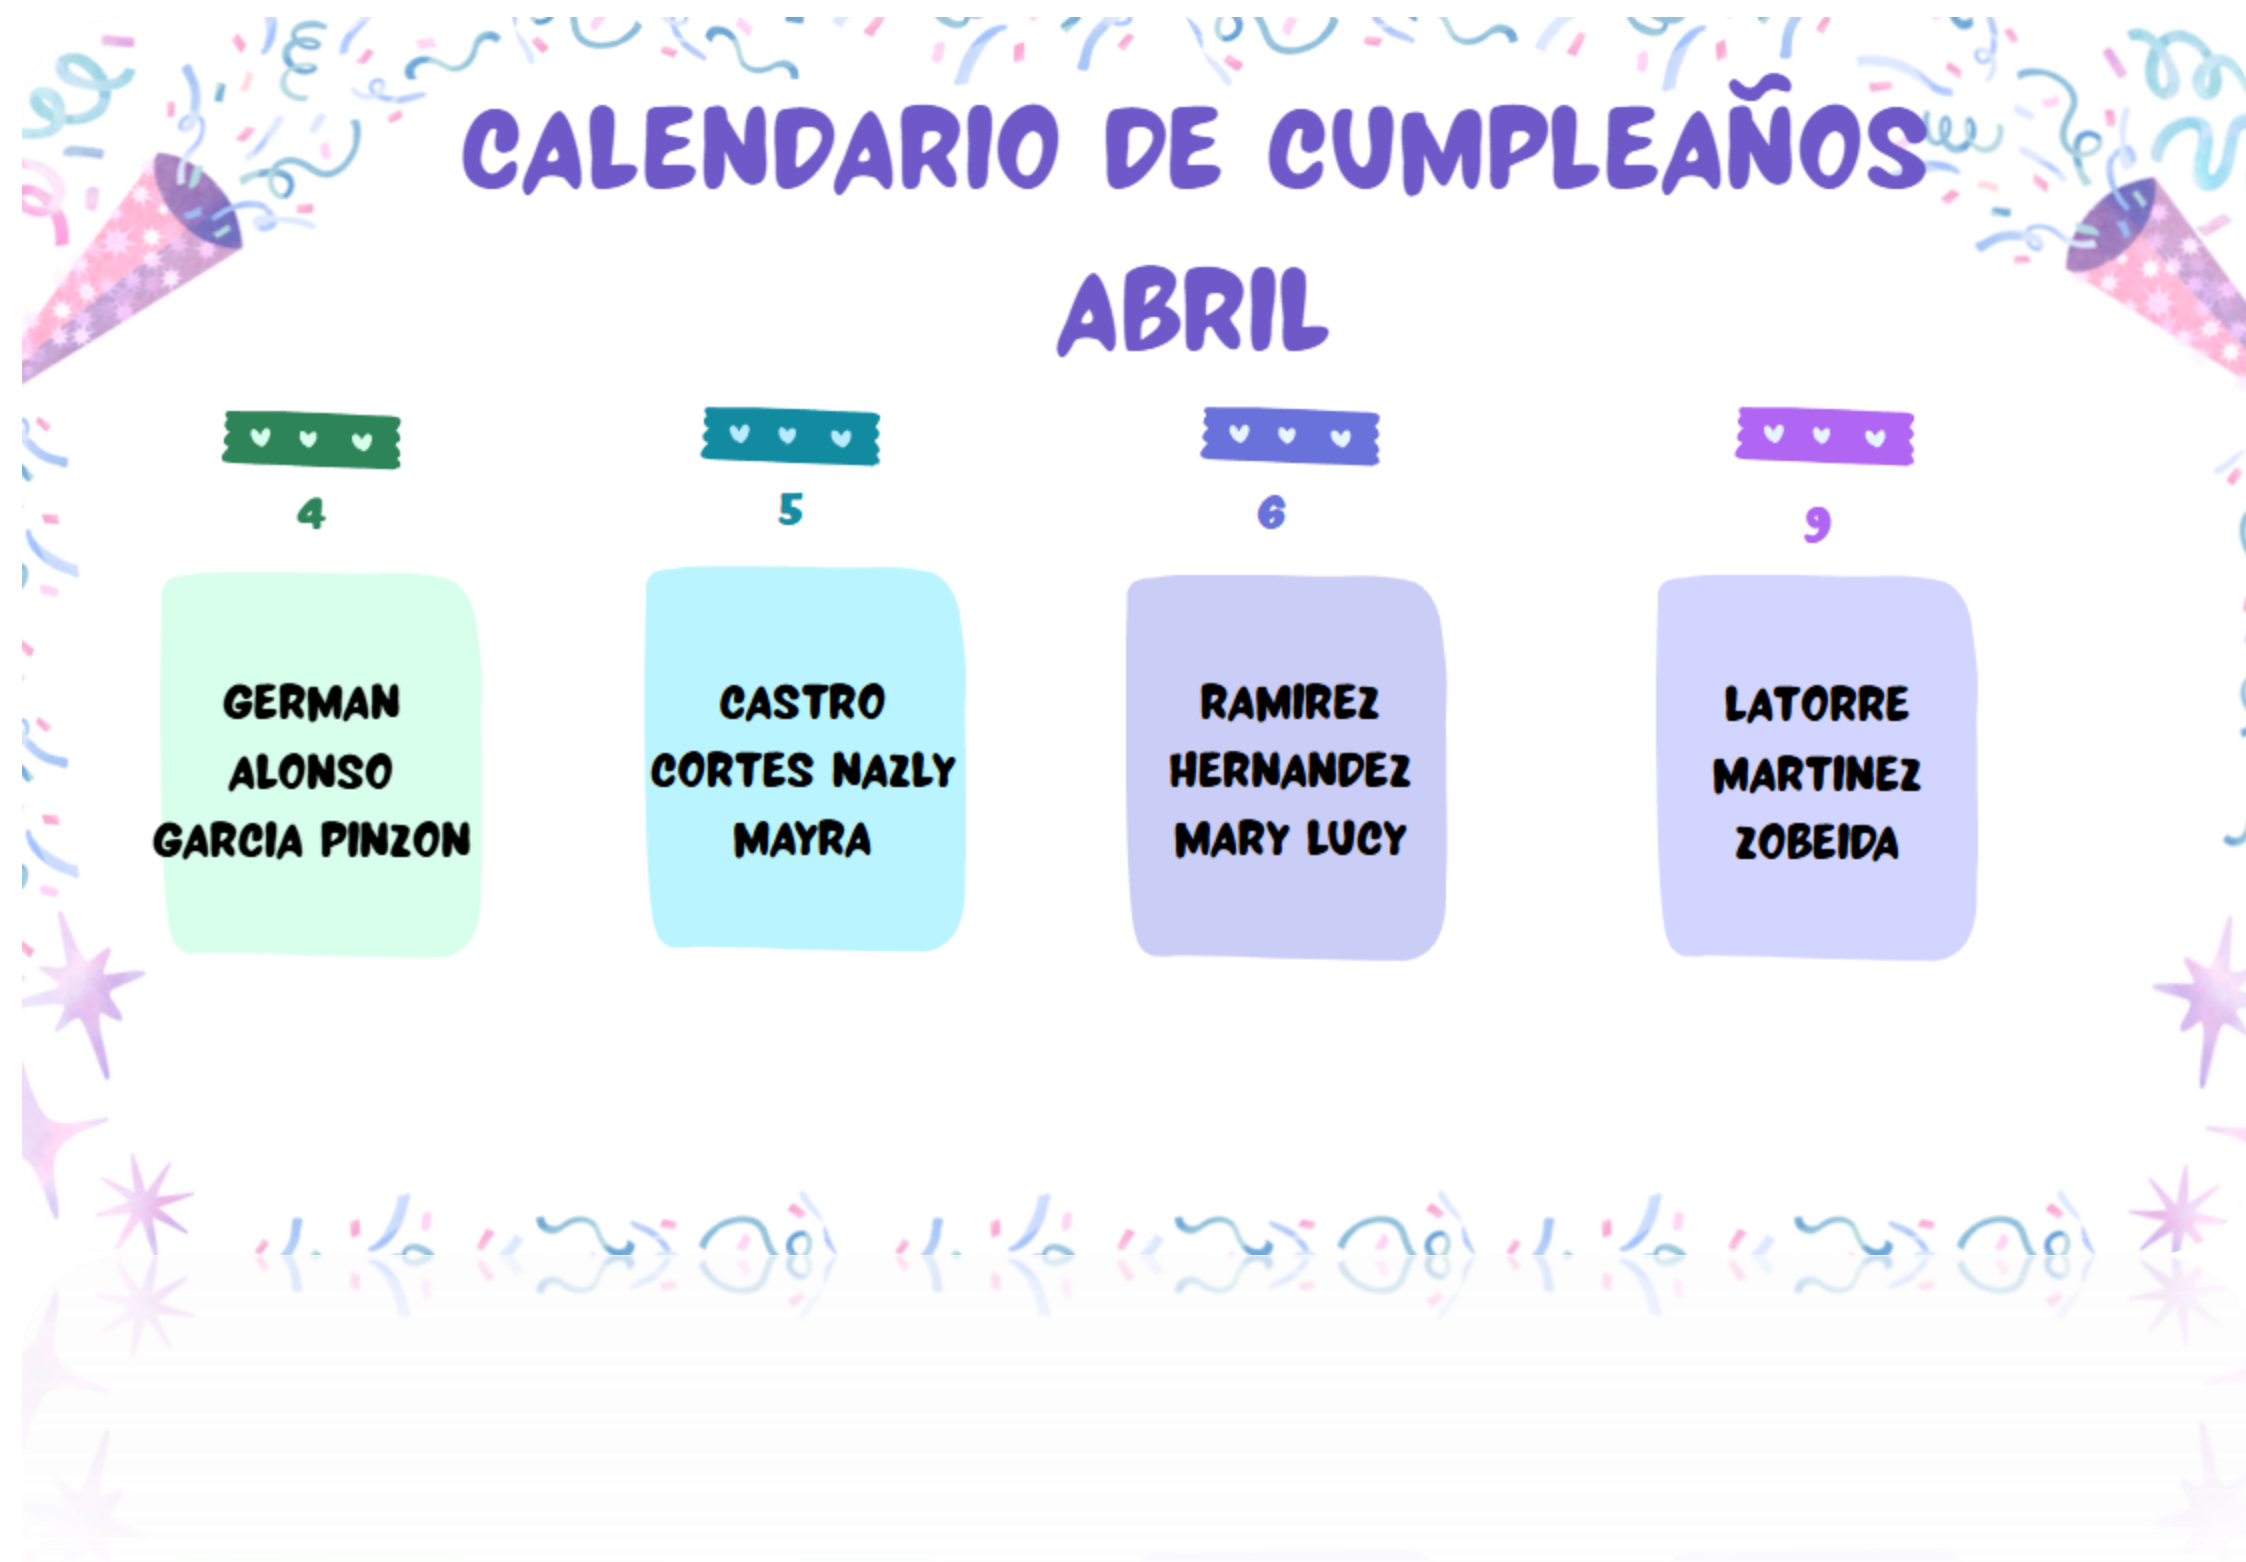 CALENDARIO DE CUMPLEAÑOS
ABRIL
4
GERMAN
ALONSO
GARCIA PINZON
5
CASTRO
CORTES NAZLY
MAYRA
6
RAMIREZ
HERNANDEZ
MARY LUCY
9
LATORRE
MARTINEZ
ZOBEIDA